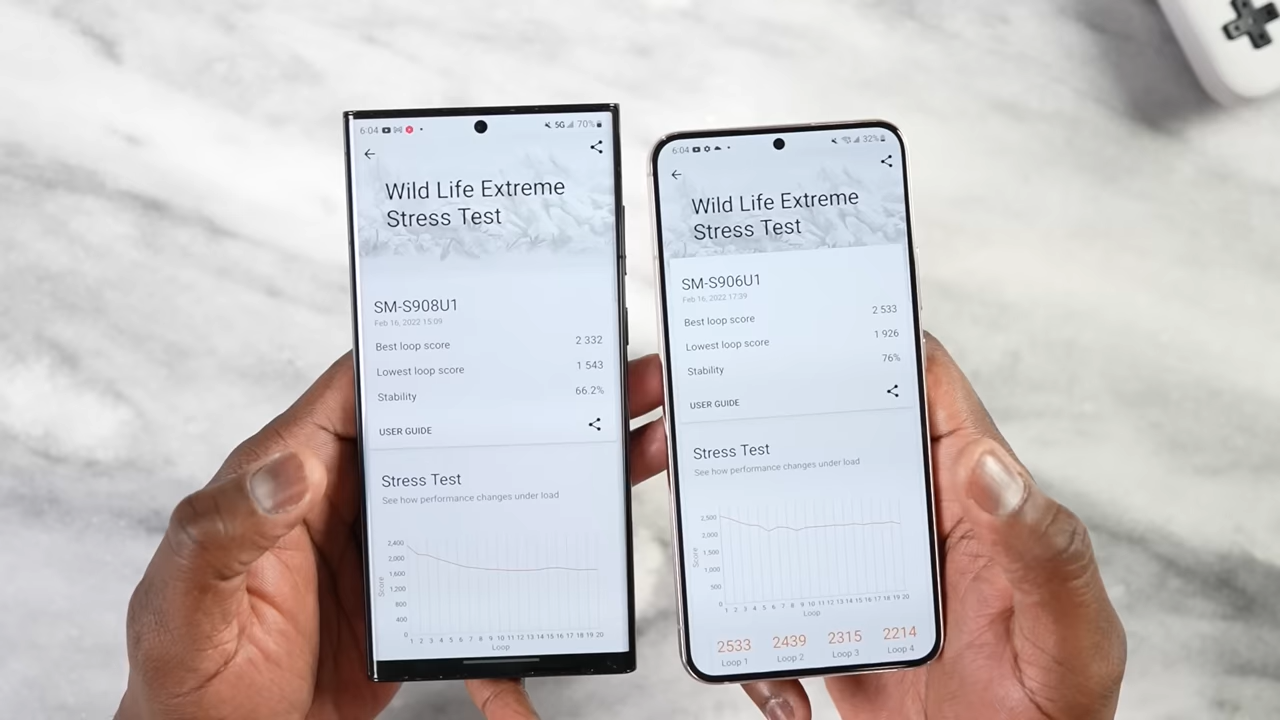 6:04
5G 70%
Wild Life Extreme
Stress Test
SM-S908U1
Feb 16, 2022 15:09
Best loop score 2 332
Lowest loop score 1 543
Stability 66.2%
USER GUIDE
Stress Test
See how performance changes under load
Score
2,400
2,000
1,600
1,200
800
400
0
1 2 3 4 5 6 7 8 9 10 11 12 13 14 15 16 17 18 19 20
Loop
6:04
32%
Wild Life Extreme
Stress Test
SM-S906U1
Feb 16, 2022 17:39
Best loop score 2 533
Lowest loop score 1 926
Stability 76%
USER GUIDE
Stress Test
See how performance changes under load
Score
2,500
2,000
1,500
1,000
500
0
1 2 3 4 5 6 7 8 9 10 11 12 13 14 15 16 17 18 19 20
Loop
2533 2439 2315 2214
Loop 1 Loop 2 Loop 3 Loop 4